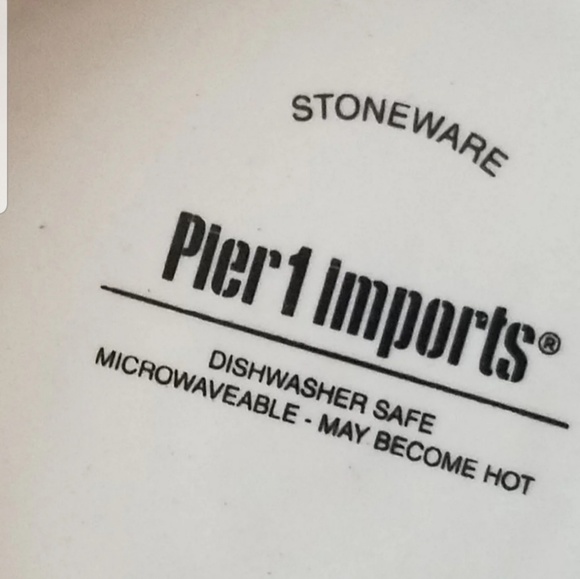 STONEWARE
Pier 1 imports®
DISHWASHER SAFE
MICROWAVEABLE - MAY BECOME HOT